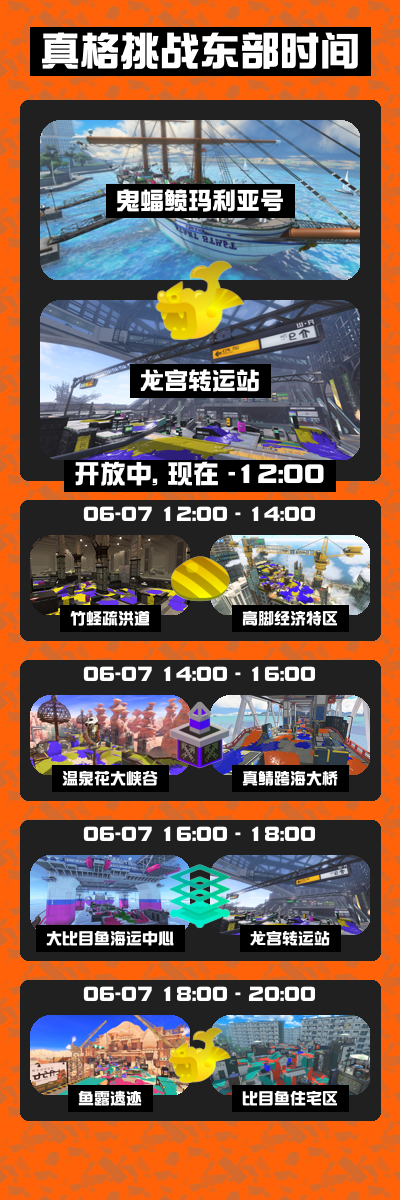 真格挑战东部时间
鬼蝠鲼玛利亚号
龙宫转运站
开放中, 现在 -12:00
06-07 12:00 - 14:00
竹蛏疏洪道
高脚经济特区
06-07 14:00 - 16:00
温泉花大峡谷
真鲭跨海大桥
06-07 16:00 - 18:00
大比目鱼海运中心
龙宫转运站
06-07 18:00 - 20:00
鱼露遗迹
比目鱼住宅区